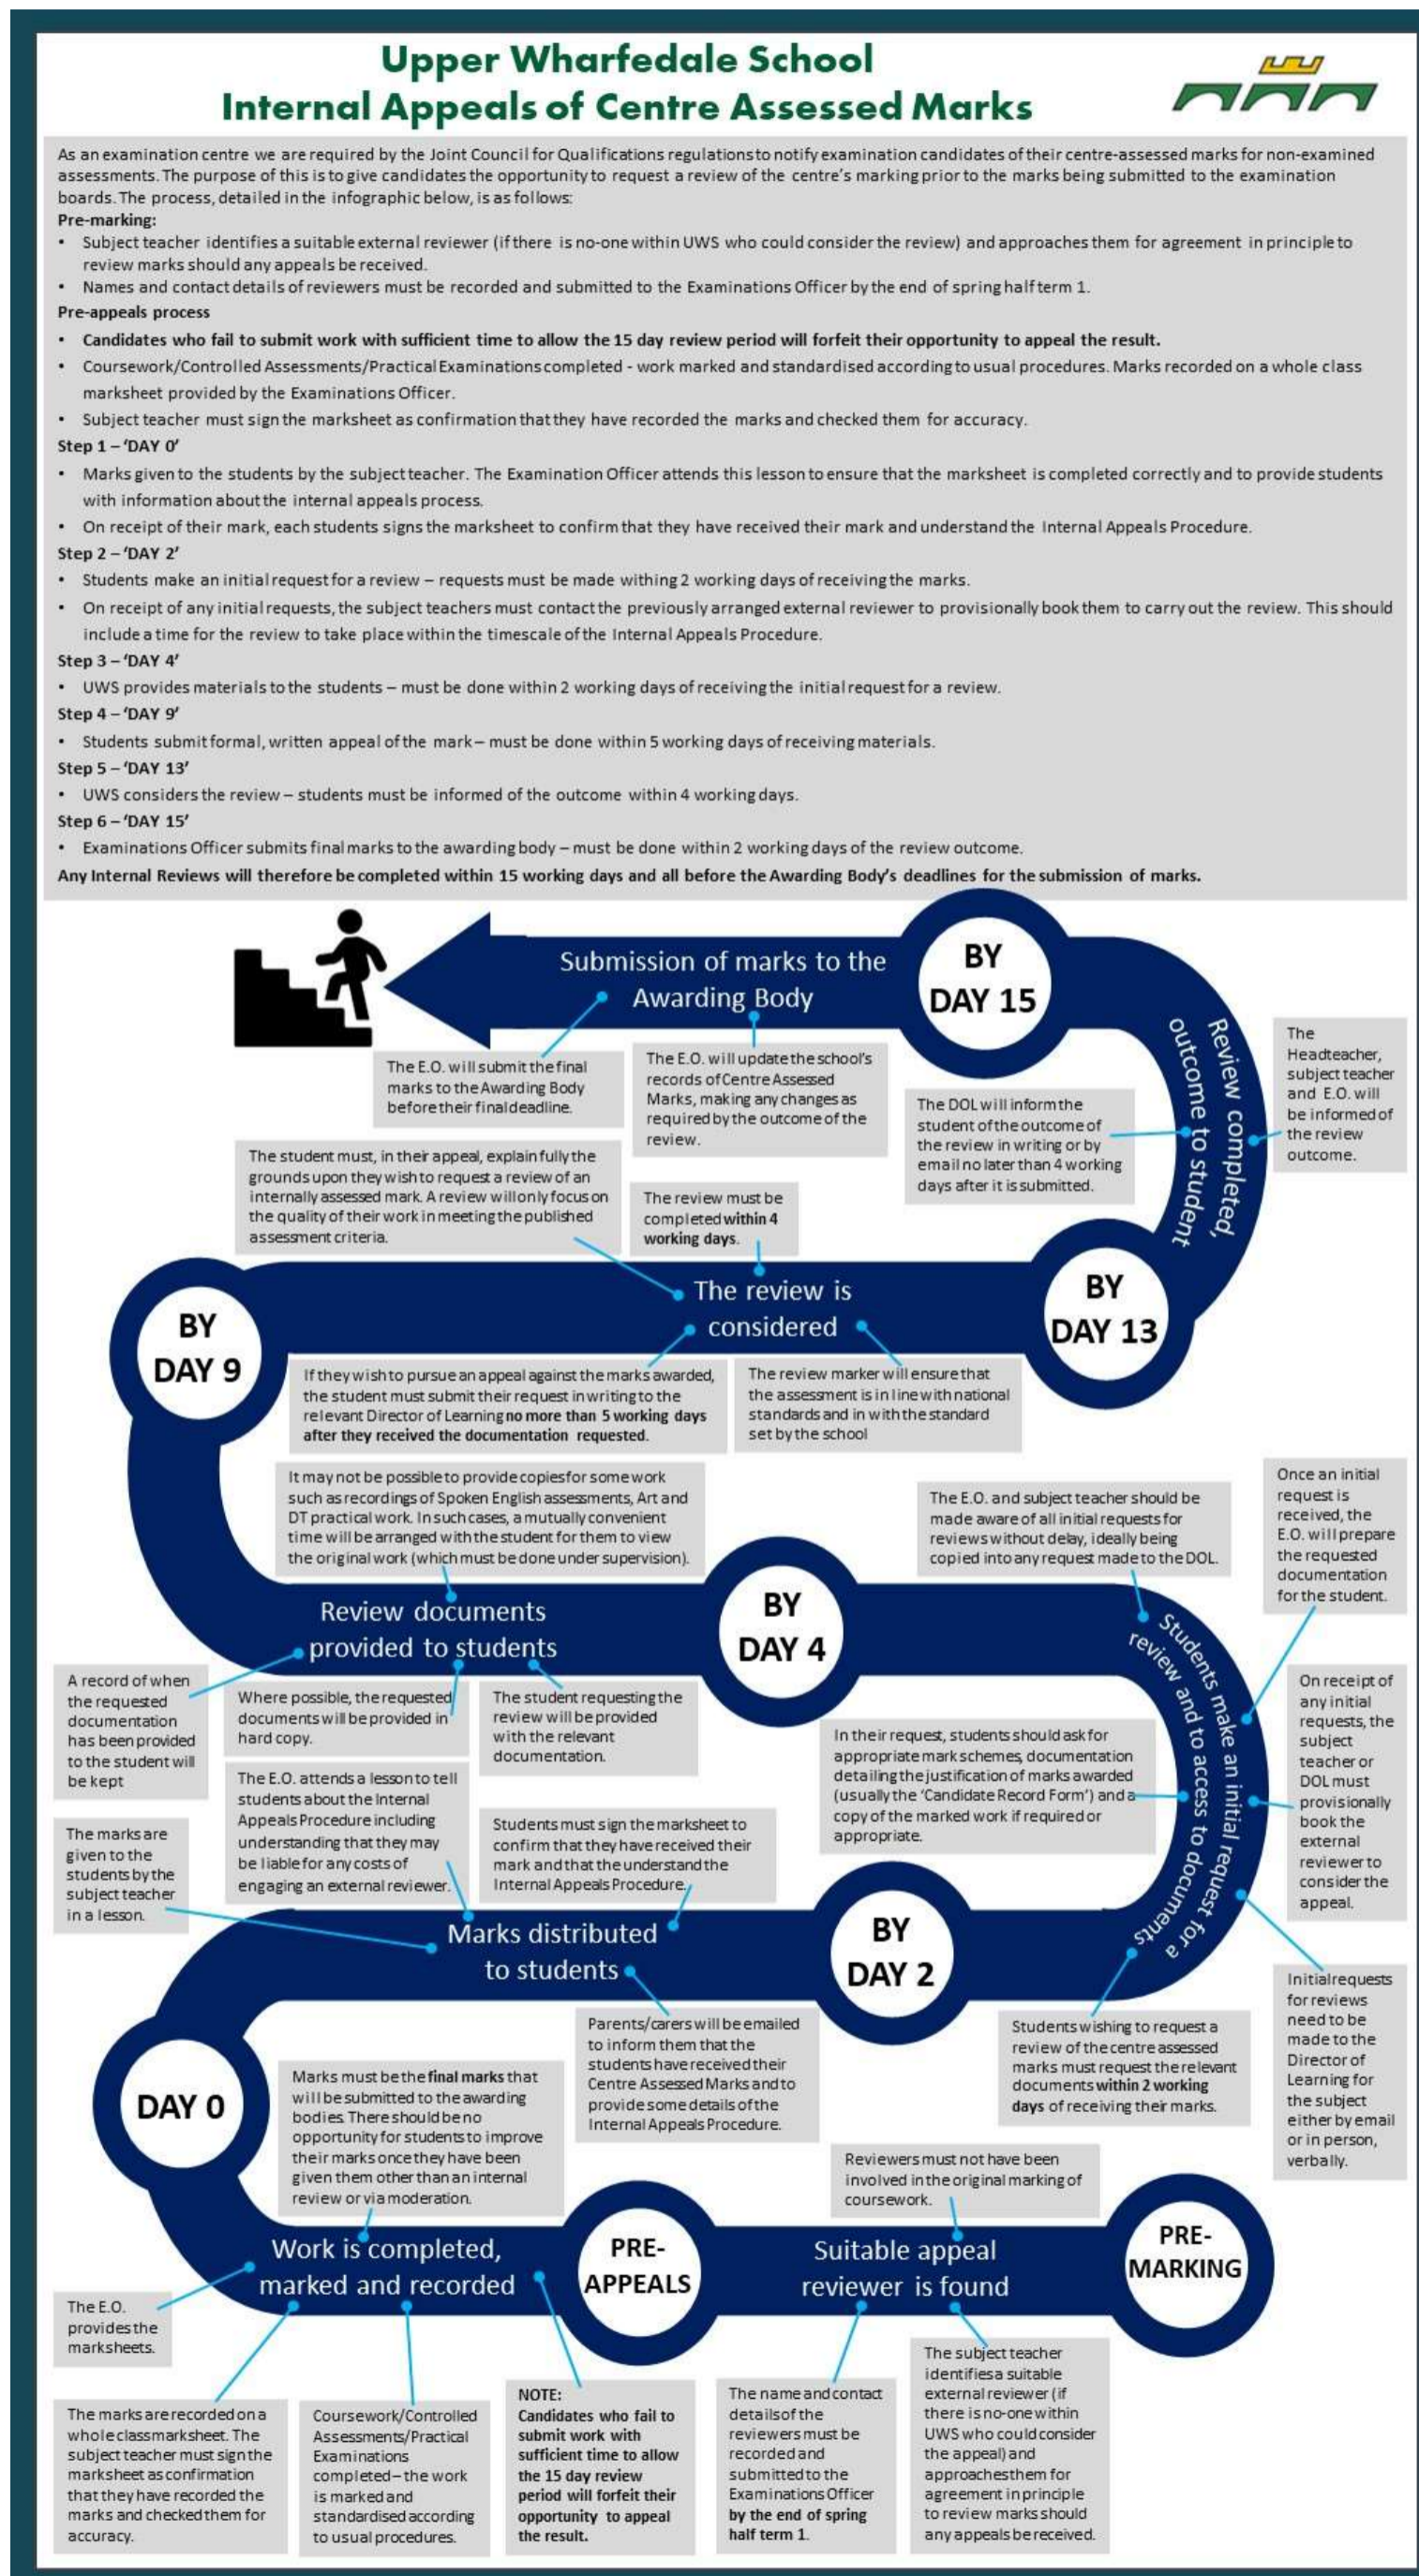 Upper Wharfedale School
Internal Appeals of Centre Assessed Marks
As an examination centre we are required by the Joint Council for Qualifications regulations to notify examination candidates of their centre-assessed marks for non-examined
assessments. The purpose of this is to give candidates the opportunity to request a review of the centre's marking prior to the marks being submitted to the examination
boards. The process, detailed in the infographic below, is as follows:
Pre-marking:
• Subject teacher identifies a suitable external reviewer (if there is no-one within UWS who could consider the review) and approaches them for agreement in principle to
review marks should any appeals be received.
• Names and contact details of reviewers must be recorded and submitted to the Examinations Officer by the end of spring half term 1.
Pre-appeals process
• Candidates who fail to submit work with sufficient time to allow the 15 day review period will forfeit their opportunity to appeal the result.
• Coursework/Controlled Assessments/Practical Examinations completed - work marked and standardised according to usual procedures. Marks recorded on a whole class
marksheet provided by the Examinations Officer.
• Subject teacher must sign the marksheet as confirmation that they have recorded the marks and checked them for accuracy.
Step 1 – 'DAY 0'
• Marks given to the students by the subject teacher. The Examination Officer attends this lesson to ensure that the marksheet is completed correctly and to provide students
with information about the internal appeals process.
• On receipt of their mark, each students signs the marksheet to confirm that they have received their mark and understand the Internal Appeals Procedure.
Step 2 – 'DAY 2'
• Students make an initial request for a review – requests must be made withing 2 working days of receiving the marks.
• On receipt of any initial requests, the subject teachers must contact the previously arranged external reviewer to provisionally book them to carry out the review. This should
include a time for the review to take place within the timescale of the Internal Appeals Procedure.
Step 3 – 'DAY 4'
• UWS provides materials to the students – must be done within 2 working days of receiving the initial request for a review.
Step 4 – 'DAY 9'
• Students submit formal, written appeal of the mark – must be done within 5 working days of receiving materials.
Step 5 – 'DAY 13'
• UWS considers the review – students must be informed of the outcome within 4 working days.
Step 6 – 'DAY 15'
• Examinations Officer submits final marks to the awarding body – must be done within 2 working days of the review outcome.
Any Internal Reviews will therefore be completed within 15 working days and all before the Awarding Body's deadlines for the submission of marks.
Submission of marks to the
Awarding Body
BY
DAY 15
The E.O. will submit the final
marks to the Awarding Body
before their final deadline.
The E.O. will update the school's
records of Centre Assessed
Marks, making any changes as
required by the outcome of the
review.
The DOL will inform the
student of the outcome of
the review in writing or by
email no later than 4 working
days after it is submitted.
Review completed,
outcome to student
The
Headteacher,
subject teacher
and E.O. will
be informed of
the review
outcome.
The student must, in their appeal, explain fully the
grounds upon they wish to request a review of an
internally assessed mark. A review will only focus on
the quality of their work in meeting the published
assessment criteria.
The review must be
completed within 4
working days.
BY
DAY 9
The review is
considered
BY
DAY 13
If they wish to pursue an appeal against the marks awarded,
the student must submit their request in writing to the
relevant Director of Learning no more than 5 working days
after they received the documentation requested.
The review marker will ensure that
the assessment is in line with national
standards and in with the standard
set by the school
It may not be possible to provide copies for some work
such as recordings of Spoken English assessments, Art and
DT practical work. In such cases, a mutually convenient
time will be arranged with the student for them to view
the original work (which must be done under supervision).
The E.O. and subject teacher should be
made aware of all initial requests for
reviews without delay, ideally being
copied into any request made to the DOL.
Once an initial
request is
received, the
E.O. will prepare
the requested
documentation
for the student.
Review documents
provided to students
BY
DAY 4
Students make an initial request for a
review and to access to documents
A record of when
the requested
documentation
has been provided
to the student will
be kept
Where possible, the requested
documents will be provided in
hard copy.
The student requesting the
review will be provided
with the relevant
documentation.
In their request, students should ask for
appropriate mark schemes, documentation
detailing the justification of marks awarded
(usually the 'Candidate Record Form') and a
copy of the marked work if required or
appropriate.
On receipt of
any initial
requests, the
subject
teacher or
DOL must
provisionally
book the
external
reviewer to
consider the
appeal.
The marks are
given to the
students by the
subject teacher
in a lesson.
The E.O. attends a lesson to tell
students about the Internal
Appeals Procedure including
understanding that they may
be liable for any costs of
engaging an external reviewer.
Students must sign the marksheet to
confirm that they have received their
mark and that the understand the
Internal Appeals Procedure.
Marks distributed
to students
BY
DAY 2
Parents/carers will be emailed
to inform them that the
students have received their
Centre Assessed Marks and to
provide some details of the
Internal Appeals Procedure.
Students wishing to request a
review of the centre assessed
marks must request the relevant
documents within 2 working
days of receiving their marks.
Initial requests
for reviews
need to be
made to the
Director of
Learning for
the subject
either by email
or in person,
verbally.
DAY 0
Marks must be the final marks that
will be submitted to the awarding
bodies. There should be no
opportunity for students to improve
their marks once they have been
given them other than an internal
review or via moderation.
Reviewers must not have been
involved in the original marking of
coursework.
Work is completed,
marked and recorded
PRE-
APPEALS
Suitable appeal
reviewer is found
PRE-
MARKING
The E.O.
provides the
marksheets.
The marks are recorded on a
whole class marksheet. The
subject teacher must sign the
marksheet as confirmation
that they have recorded the
marks and checked them for
accuracy.
Coursework/Controlled
Assessments/Practical
Examinations
completed – the work
is marked and
standardised according
to usual procedures.
NOTE:
Candidates who fail to
submit work with
sufficient time to allow
the 15 day review
period will forfeit their
opportunity to appeal
the result.
The name and contact
details of the
reviewers must be
recorded and
submitted to the
Examinations Officer
by the end of spring
half term 1.
The subject teacher
identifies a suitable
external reviewer (if
there is no-one within
UWS who could consider
the appeal) and
approaches them for
agreement in principle
to review marks should
any appeals be received.